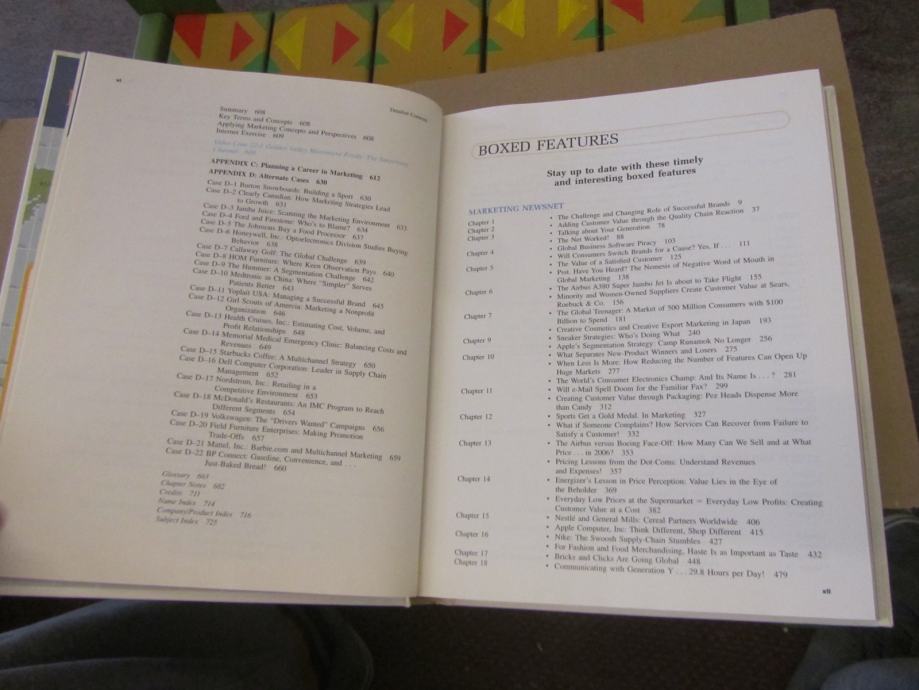 xi
Detailed Contents
Summary 608
Key Terms and Concepts 608
Applying Marketing Concepts and Perspectives 608
Internet Exercise 609
Video Case 22-1 Golden Valley Microwave Foods: The Surprising
Channel 609
APPENDIX C: Planning a Career in Marketing 612
APPENDIX D: Alternate Cases 630
Case D–1 Burton Snowboards: Building a Sport 630
Case D–2 Clearly Canadian: How Marketing Strategies Lead
to Growth 631
Case D–3 Jamba Juice: Scanning the Marketing Environment 633
Case D–4 Ford and Firestone: Who's to Blame? 634
Case D–5 The Johnsons Buy a Food Processor 637
Case D–6 Honeywell, Inc.: Optoelectronics Division Studies Buying
Behavior 638
Case D–7 Callaway Golf: The Global Challenge 639
Case D–8 HOM Furniture: Where Keen Observation Pays 640
Case D–9 The Hummer: A Segmentation Challenge 642
Case D–10 Medtronic in China: Where "Simpler" Serves
Patients Better 643
Case D–11 Yoplait USA: Managing a Successful Brand 645
Case D–12 Girl Scouts of America: Marketing a Nonprofit
Organization 646
Case D–13 Health Cruises, Inc.: Estimating Cost, Volume, and
Profit Relationships 648
Case D–14 Memorial Medical Emergency Clinic: Balancing Costs and
Revenues 649
Case D–15 Starbucks Coffee: A Multichannel Strategy 650
Case D–16 Dell Computer Corporation: Leader in Supply Chain
Management 652
Case D–17 Nordstrom, Inc.: Retailing in a
Competitive Environment 653
Case D–18 McDonald's Restaurants: An IMC Program to Reach
Different Segments 654
Case D–19 Volkswagen: The "Drivers Wanted" Campaigns 656
Case D–20 Field Furniture Enterprises: Making Promotion
Trade-Offs 657
Case D–21 Mattel, Inc.: Barbie.com and Multichannel Marketing 659
Case D–22 BP Connect: Gasoline, Convenience, and . . .
Just-Baked Bread! 660
Glossary 663
Chapter Notes 682
Credits 711
Name Index 714
Company/Product Index 716
Subject Index 725
BOXED FEATURES
Stay up to date with these timely
and interesting boxed features
MARKETING NEWSNET
Chapter 1 • The Challenge and Changing Role of Successful Brands 9
Chapter 2 • Adding Customer Value through the Quality Chain Reaction 37
Chapter 3 • Talking about Your Generation 78
• The Net Worked! 88
Chapter 4 • Global Business Software Piracy 103
• Will Consumers Switch Brands for a Cause? Yes, If . . . 111
Chapter 5 • The Value of a Satisfied Customer 125
• Psst. Have You Heard? The Nemesis of Negative Word of Mouth in
Global Marketing 138
Chapter 6 • The Airbus A380 Super Jumbo Jet Is about to Take Flight 155
• Minority and Women-Owned Suppliers Create Customer Value at Sears,
Roebuck & Co. 156
Chapter 7 • The Global Teenager: A Market of 500 Million Consumers with $100
Billion to Spend 181
• Creative Cosmetics and Creative Export Marketing in Japan 193
Chapter 9 • Sneaker Strategies: Who's Doing What 240
• Apple's Segmentation Strategy: Camp Runamok No Longer 256
Chapter 10 • What Separates New-Product Winners and Losers 275
• When Less Is More: How Reducing the Number of Features Can Open Up
Huge Markets 277
• The World's Consumer Electronics Champ: And Its Name Is . . . ? 281
Chapter 11 • Will e-Mail Spell Doom for the Familiar Fax? 299
• Creating Customer Value through Packaging: Pez Heads Dispense More
than Candy 312
Chapter 12 • Sports Get a Gold Medal. In Marketing 327
• What if Someone Complains? How Services Can Recover from Failure to
Satisfy a Customer! 332
Chapter 13 • The Airbus versus Boeing Face-Off: How Many Can We Sell and at What
Price . . . in 2006? 353
• Pricing Lessons from the Dot-Coms: Understand Revenues
and Expenses! 357
Chapter 14 • Energizer's Lesson in Price Perception: Value Lies in the Eye of
the Beholder 369
• Everyday Low Prices at the Supermarket = Everyday Low Profits: Creating
Customer Value at a Cost 382
Chapter 15 • Nestlé and General Mills: Cereal Partners Worldwide 406
• Apple Computer, Inc: Think Different, Shop Different 415
Chapter 16 • Nike: The Swoosh Supply-Chain Stumbles 427
• For Fashion and Food Merchandising, Haste Is as Important as Taste 432
Chapter 17 • Bricks and Clicks Are Going Global 448
Chapter 18 • Communicating with Generation Y . . . 29.8 Hours per Day! 479
xii